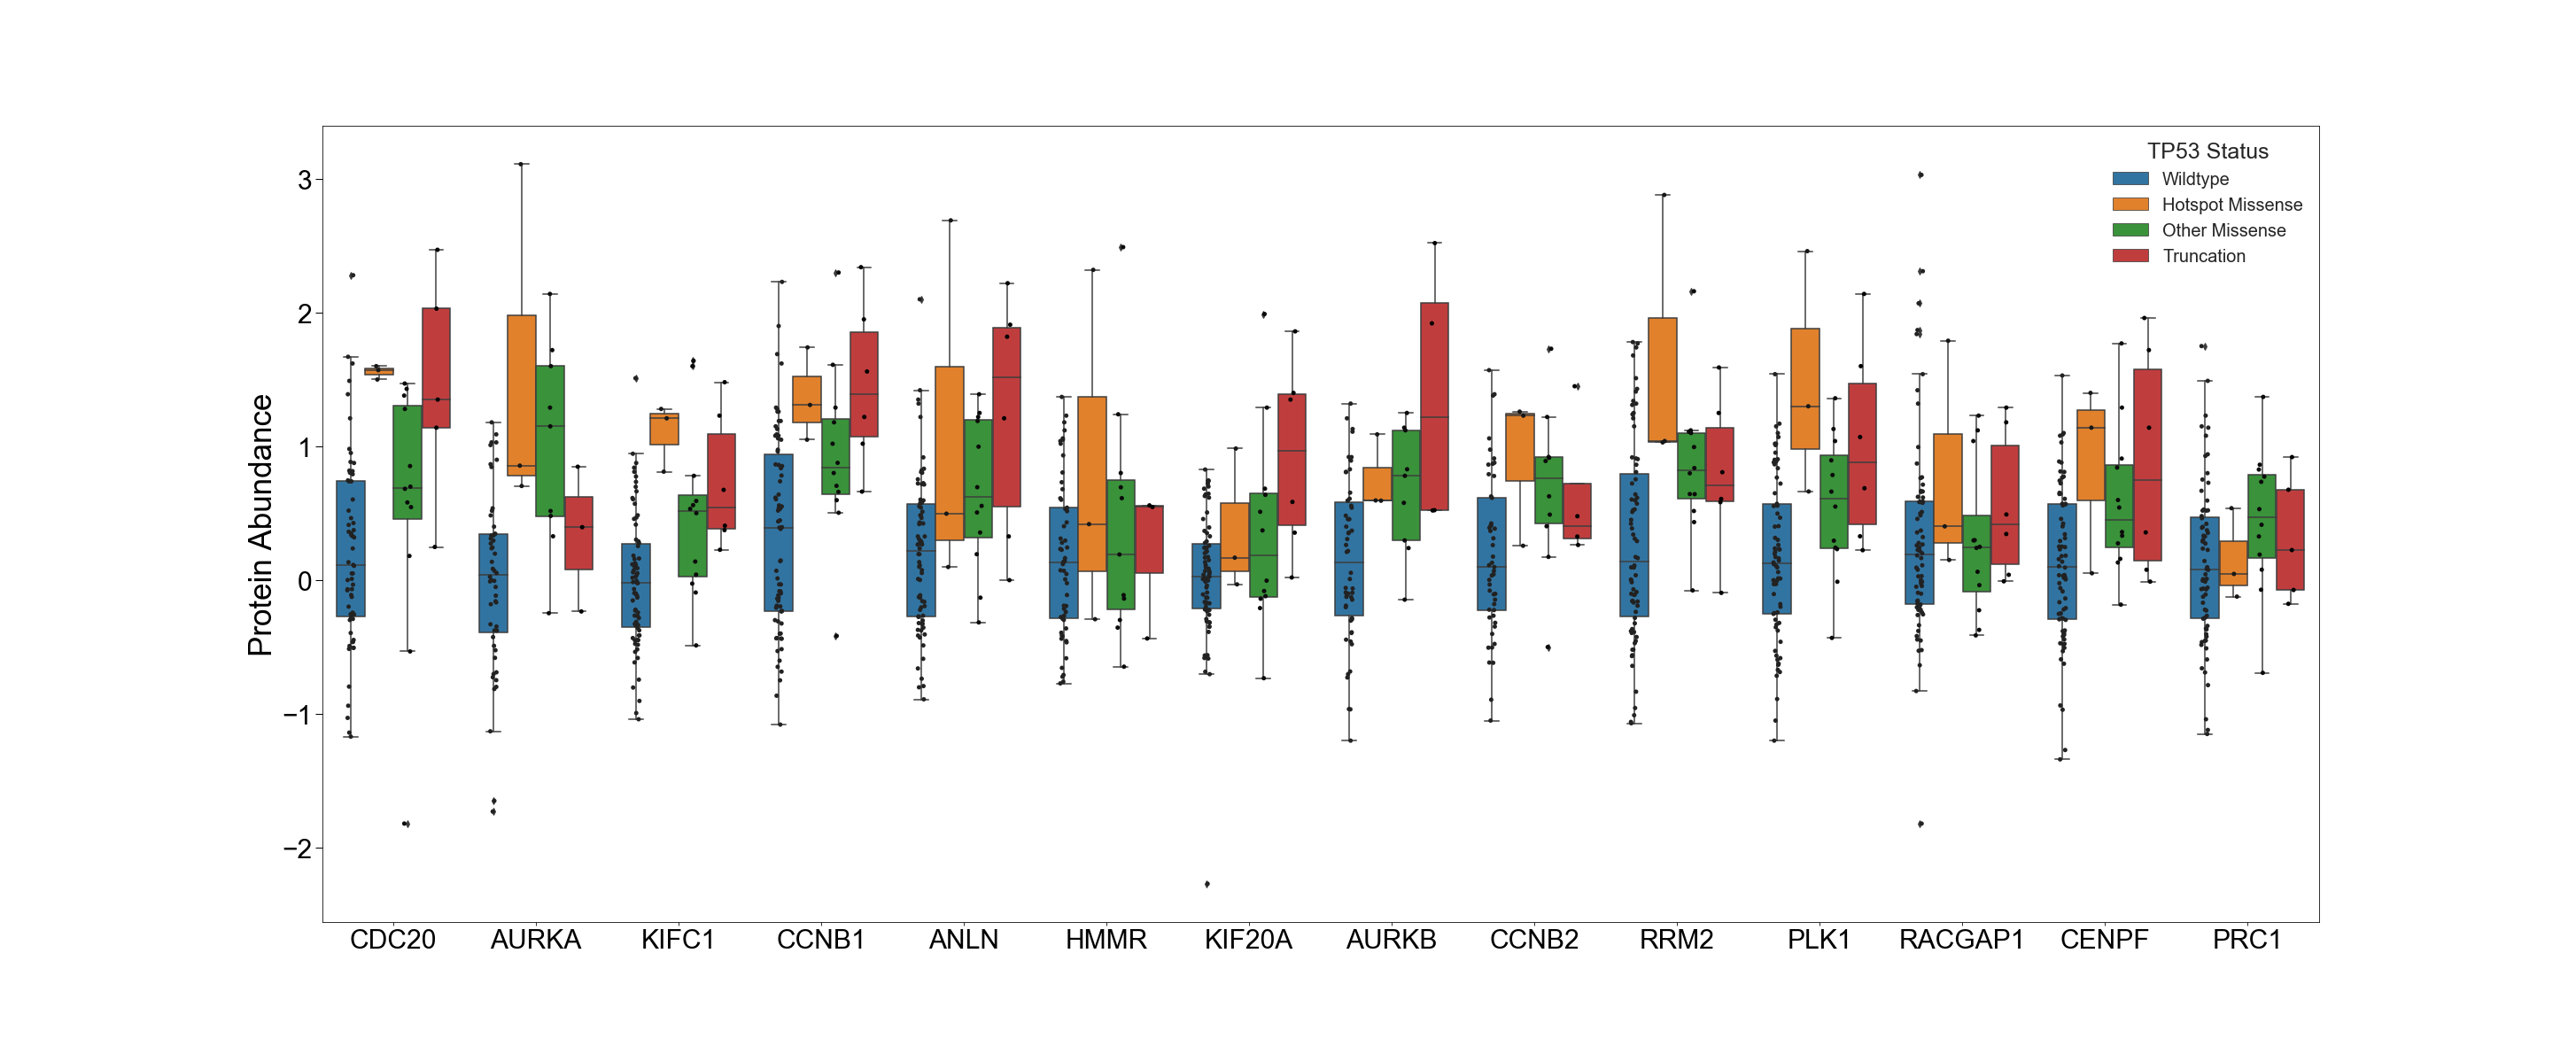 TP53 Status
Wildtype
Hotspot Missense
Other Missense
Truncation
Protein Abundance
3
2
1
0
−1
−2
CDC20 AURKA KIFC1 CCNB1 ANLN HMMR KIF20A AURKB CCNB2 RRM2 PLK1 RACGAP1 CENPF PRC1